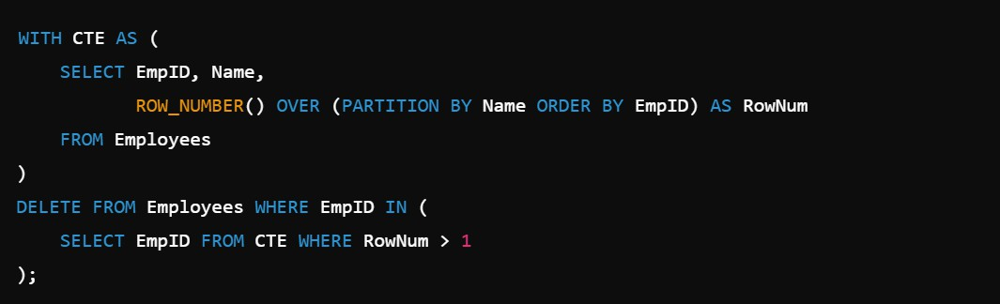 WITH CTE AS (
    SELECT EmpID, Name,
           ROW_NUMBER() OVER (PARTITION BY Name ORDER BY EmpID) AS RowNum
    FROM Employees
)
DELETE FROM Employees WHERE EmpID IN (
    SELECT EmpID FROM CTE WHERE RowNum > 1
);